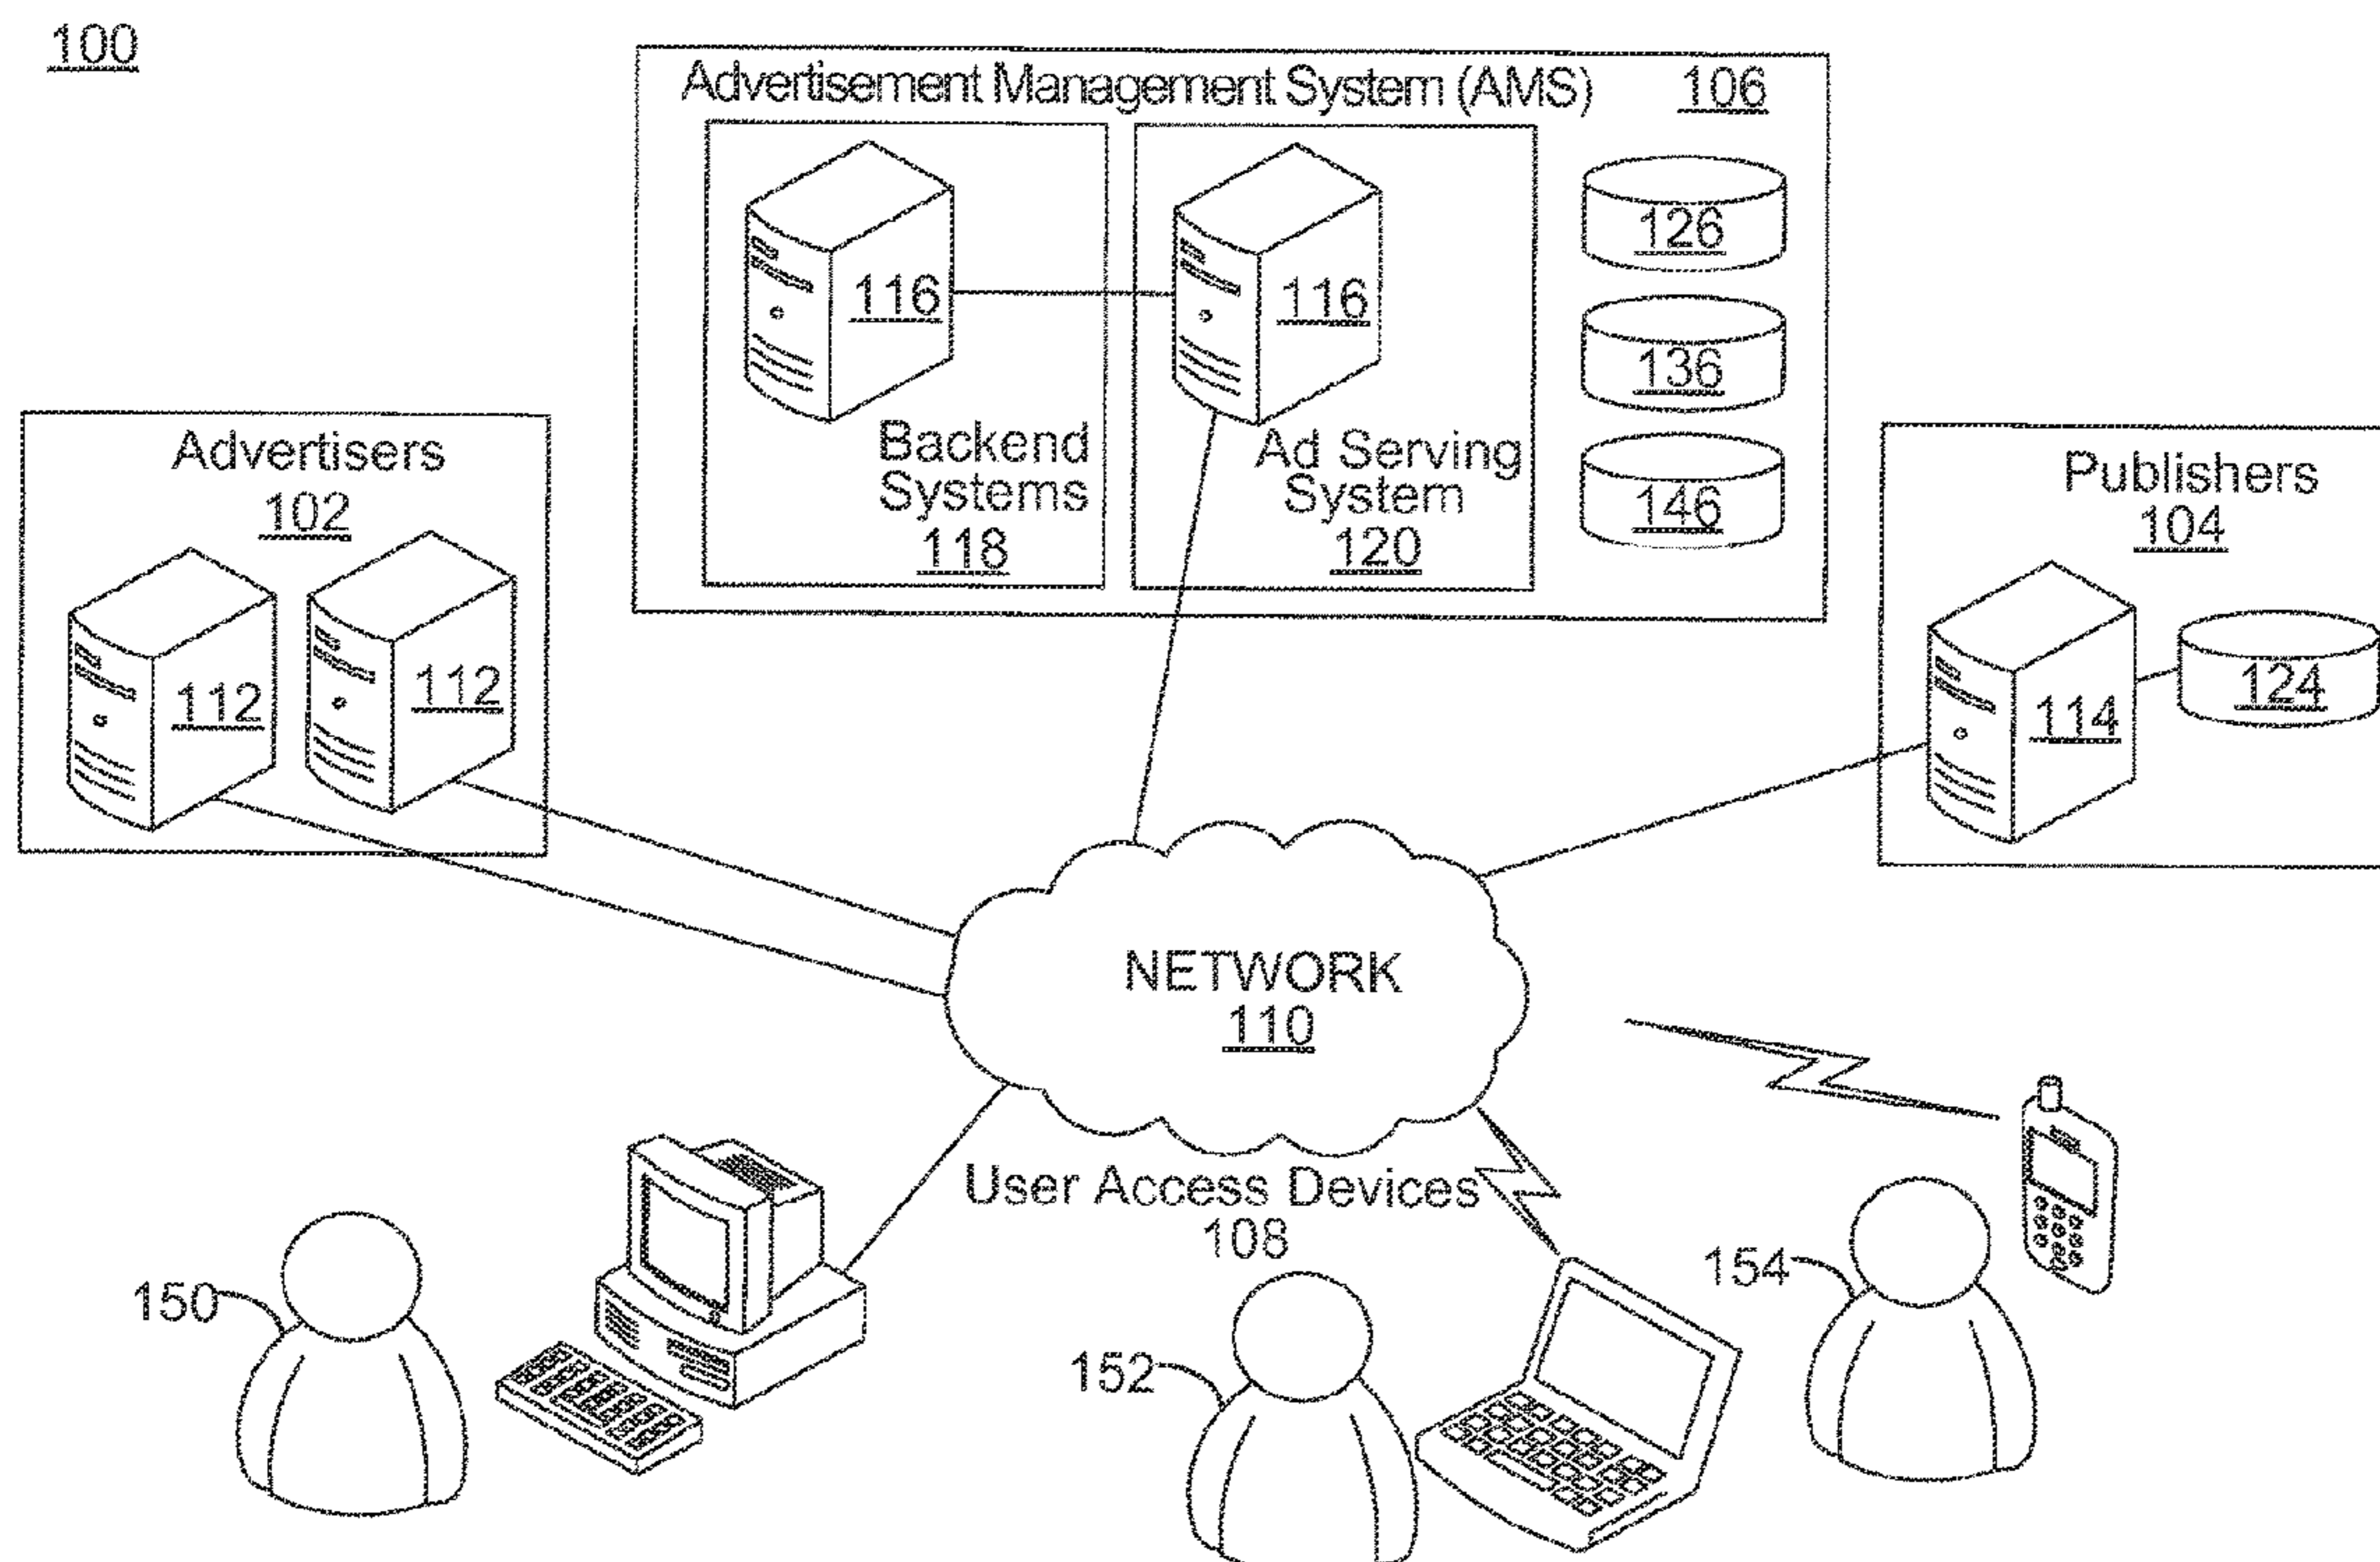 100
Advertisement Management System (AMS) 106
116
116
126
136
146
Backend
Systems
118
Ad Serving
System
120
Advertisers
102
112
112
Publishers
104
114
124
NETWORK
110
User Access Devices
108
150
152
154